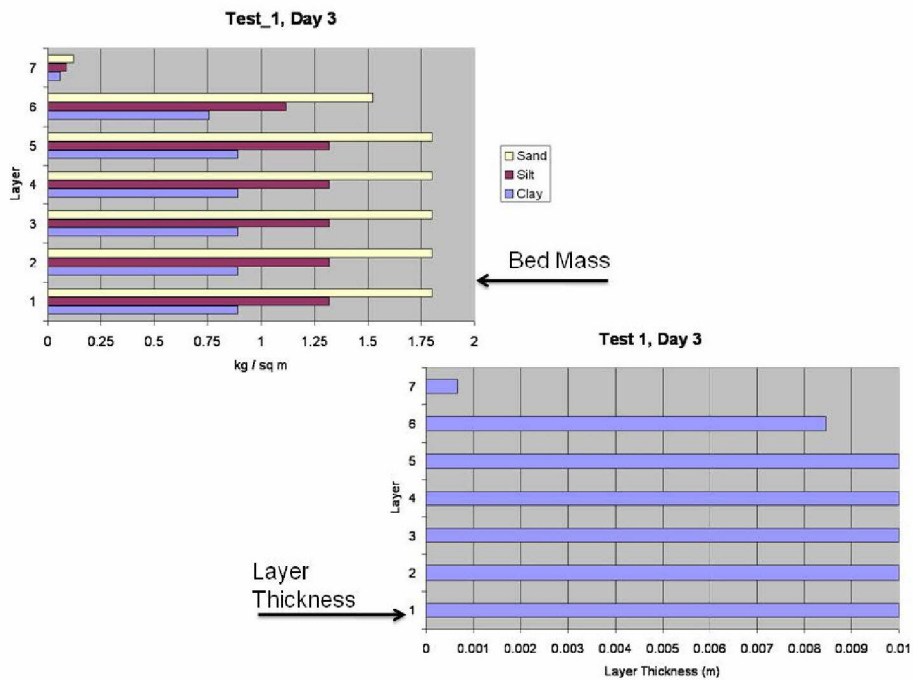 Test_1, Day 3
Layer
7
6
5
4
3
2
1
0 0.25 0.5 0.75 1 1.25 1.5 1.75 2
kg / sq m
Sand
Silt
Clay
Bed Mass
Test 1, Day 3
Layer
7
6
5
4
3
2
1
0 0.001 0.002 0.003 0.004 0.005 0.006 0.007 0.008 0.009 0.01
Layer Thickness (m)
Layer
Thickness